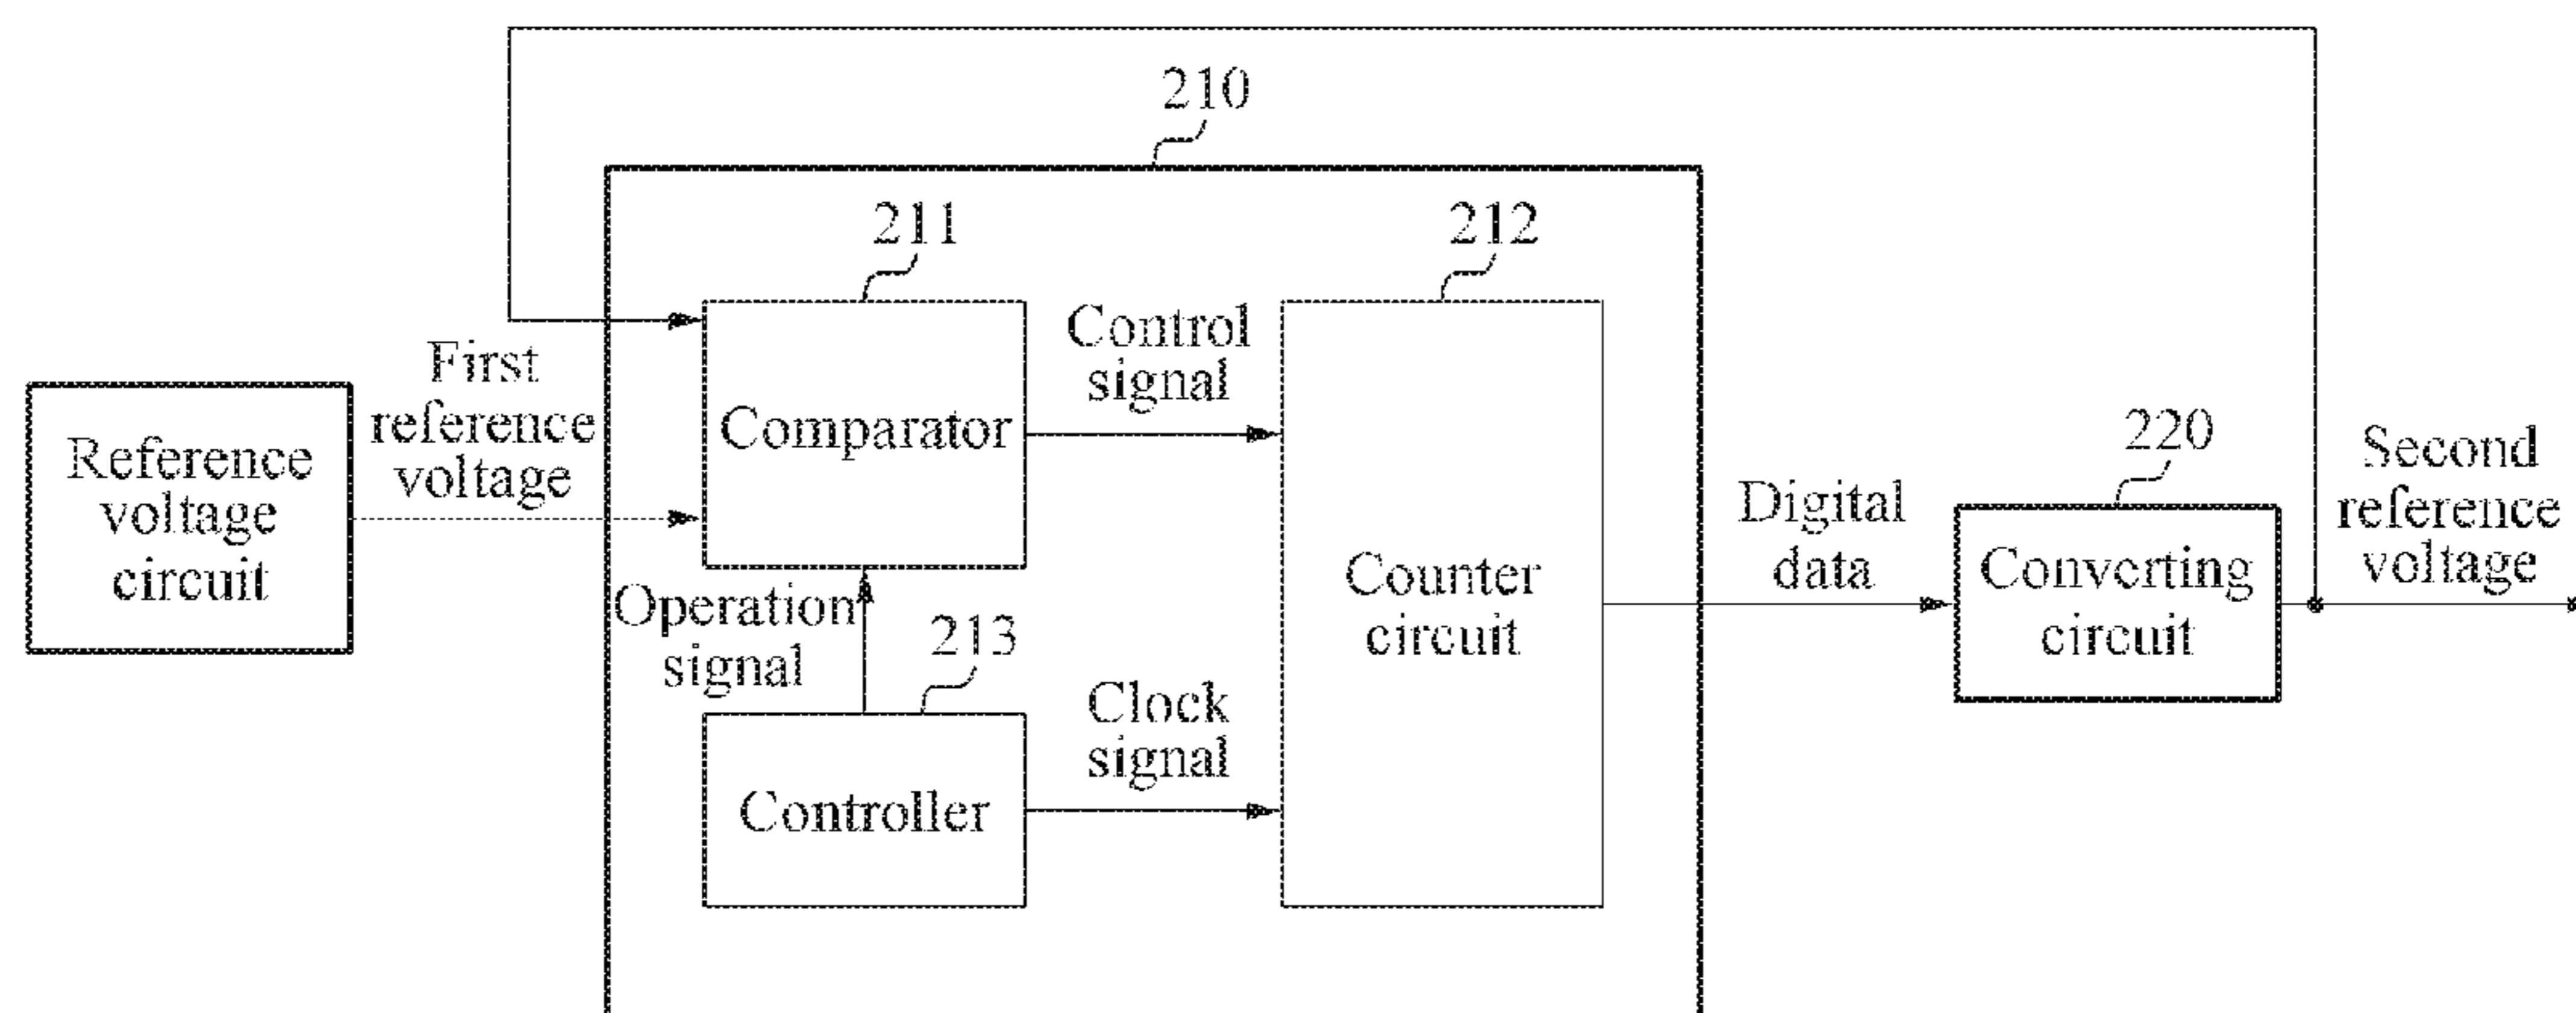 210
211
212
First
reference
voltage
Control
signal
Reference
voltage
circuit
Comparator
220
Second
reference
voltage
Digital
data
Counter
circuit
Converting
circuit
Operation
signal
213
Clock
signal
Controller